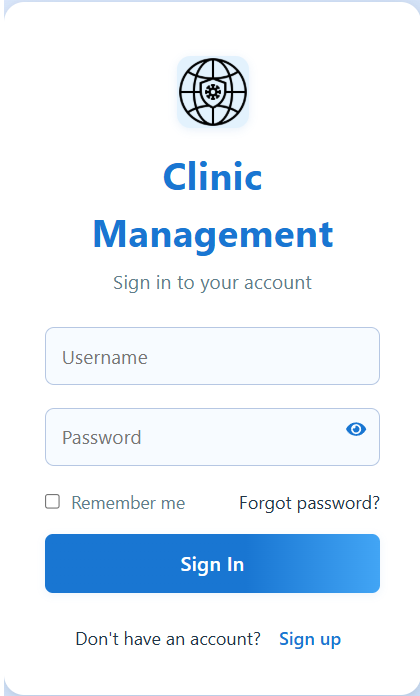 Clinic
Management
Sign in to your account
Username
Password
Remember me Forgot password?
Sign In
Don't have an account? Sign up